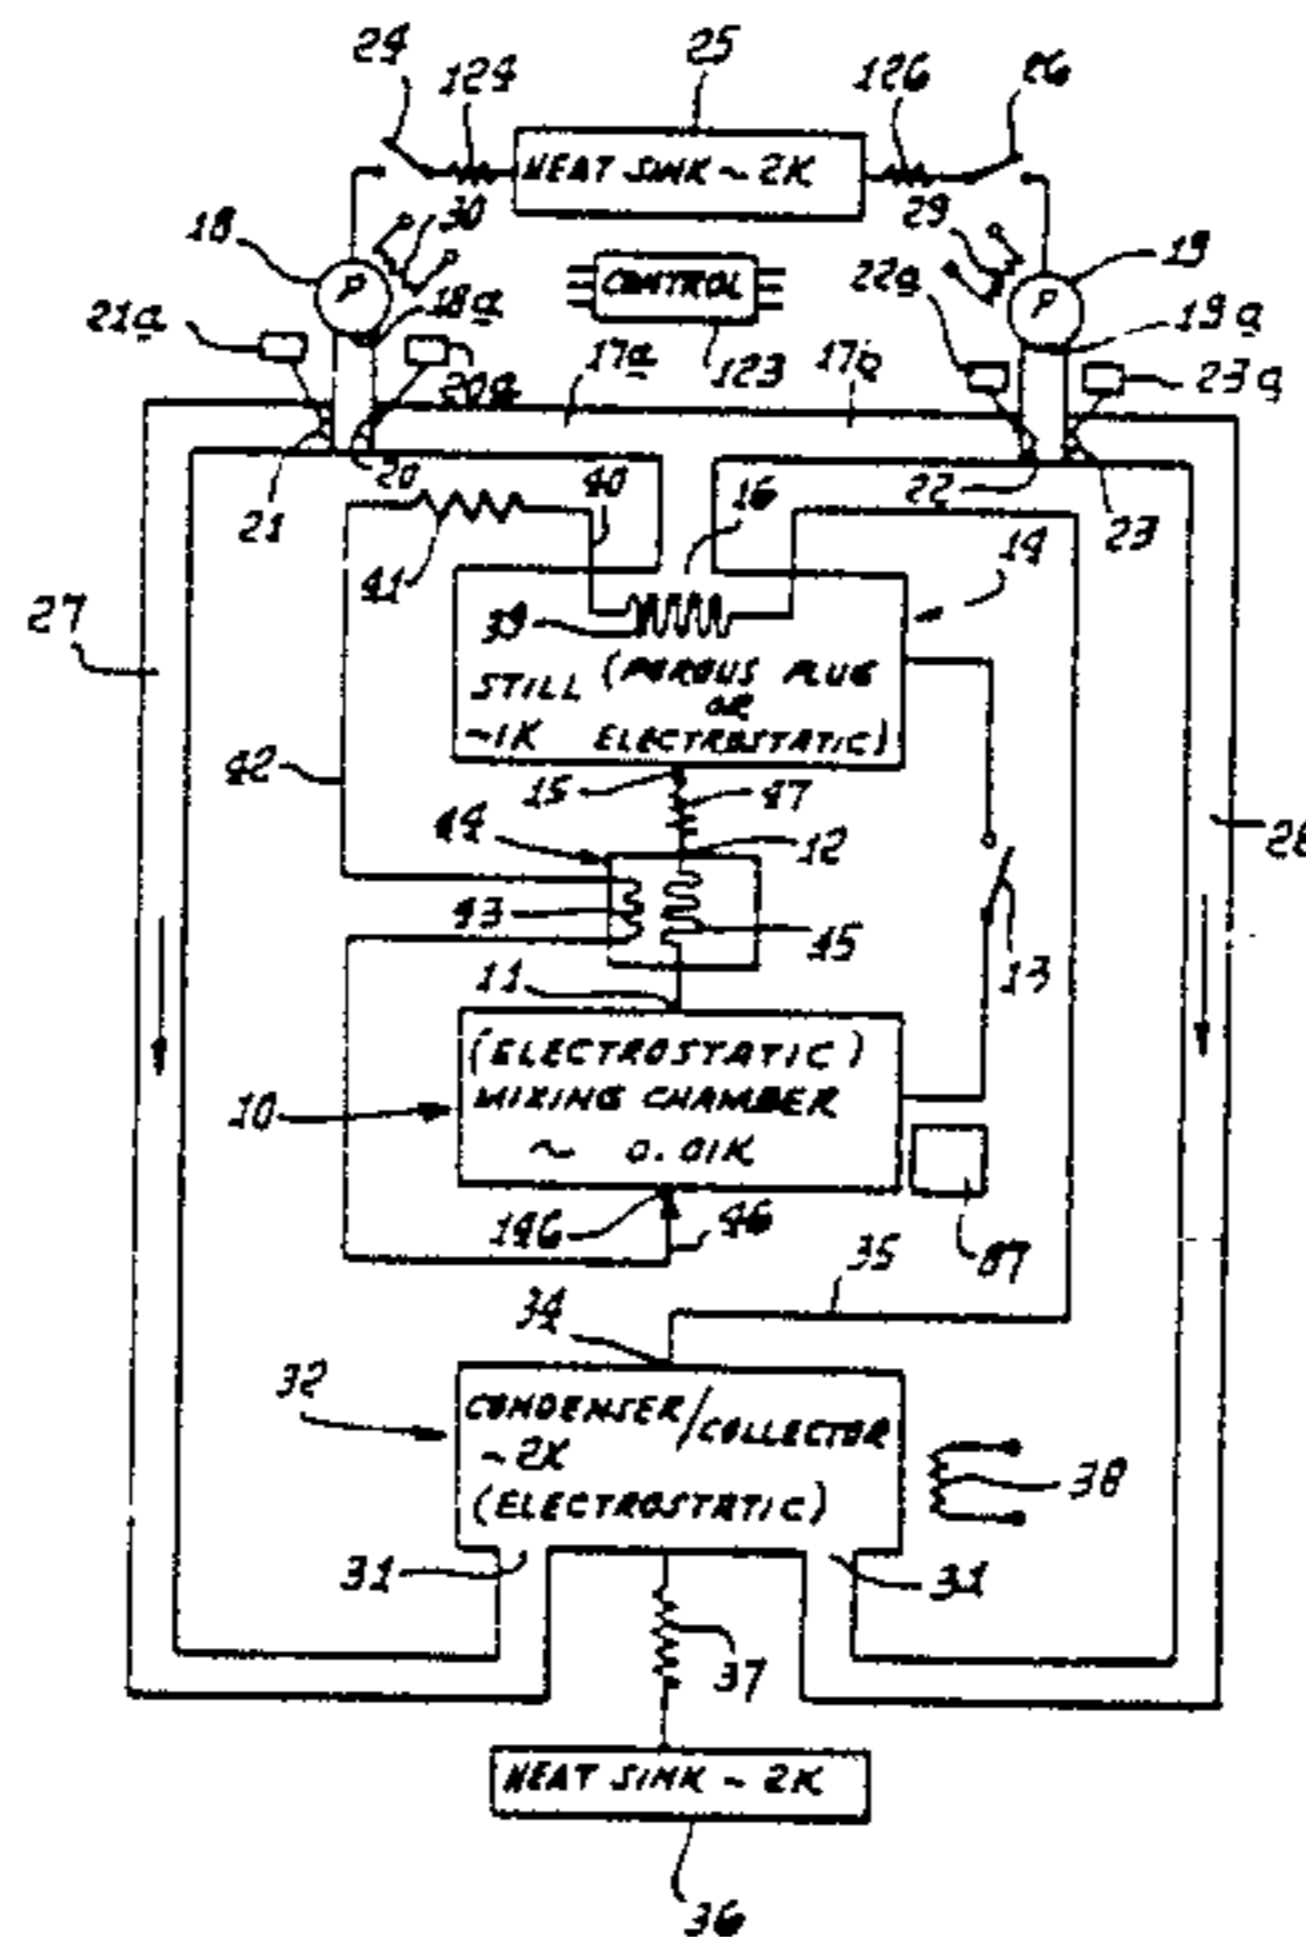 24
124
25
126
26
HEAT SINK ~ 2K
18
30
29
19
P
P
CONTROL
22a
18a
19a
21a
20a
17a
123
17b
23a
21
20
40
16
22
23
41
14
27
39
STILL (POROUS PLUG
OR
~1K ELECTROSTATIC)
42
15
47
44
12
28
43
45
11
13
(ELECTROSTATIC)
MIXING CHAMBER
~ 0.01K
10
146
46
87
35
34
32
CONDENSER/COLLECTOR
~2K
(ELECTROSTATIC)
38
31
31
37
HEAT SINK ~ 2K
36